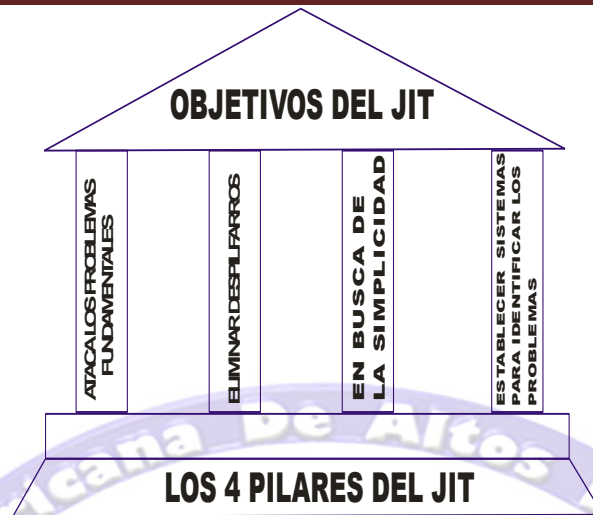 OBJETIVOS DEL JIT
ATACA LOS PROBLEMAS
FUNDAMENTALES
ELIMINAR DESPILFARROS
EN BUSCA DE
LA SIMPLICIDAD
ESTABLECER SISTEMAS
PARA IDENTIFICAR LOS
PROBLEMAS
ricana De Altos
LOS 4 PILARES DEL JIT